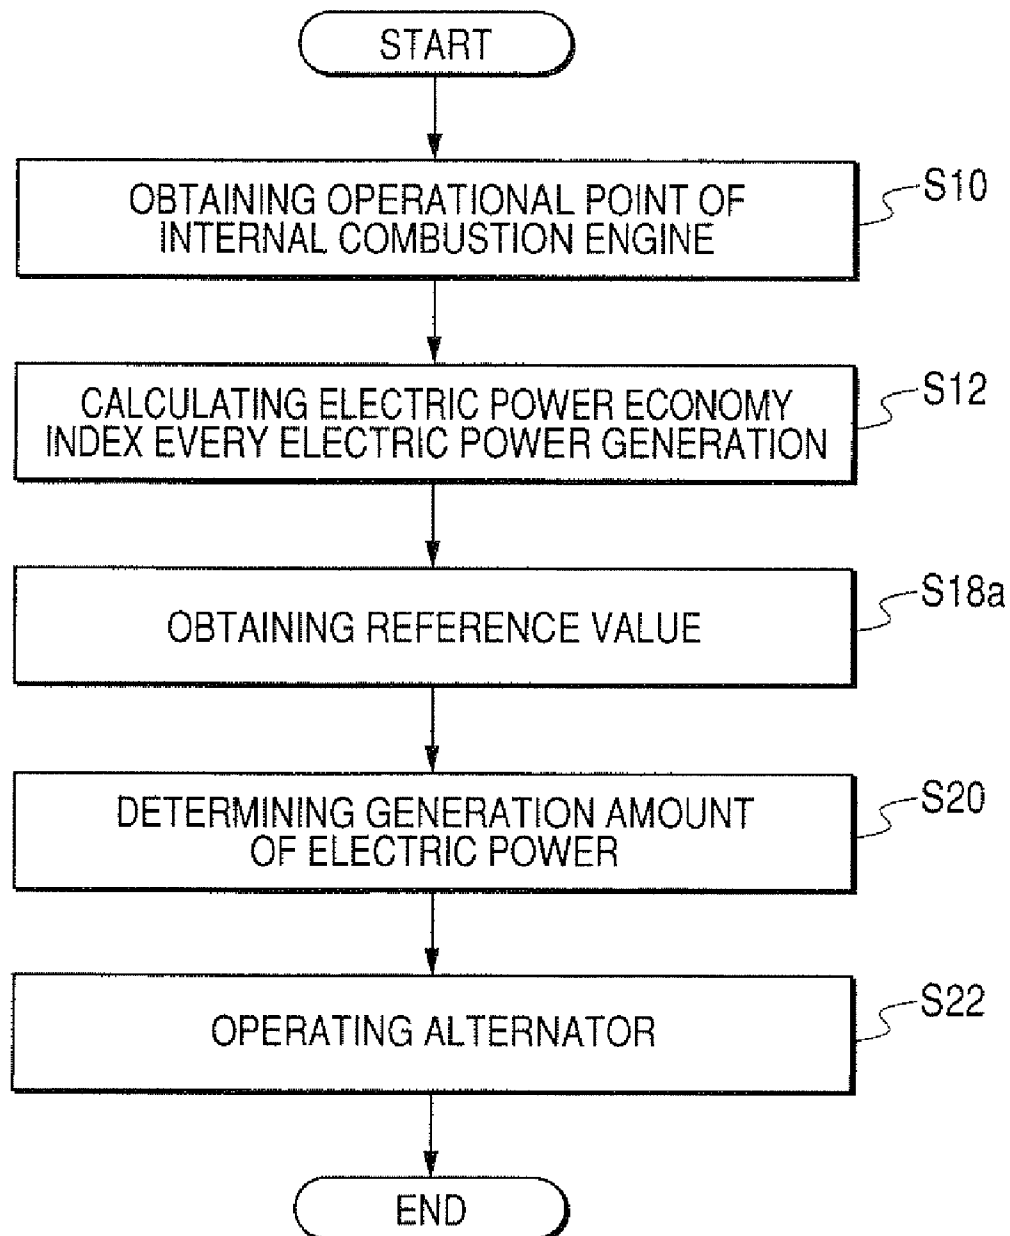 START
OBTAINING OPERATIONAL POINT OF
INTERNAL COMBUSTION ENGINE
S10
CALCULATING ELECTRIC POWER ECONOMY
INDEX EVERY ELECTRIC POWER GENERATION
S12
OBTAINING REFERENCE VALUE
S18a
DETERMINING GENERATION AMOUNT
OF ELECTRIC POWER
S20
OPERATING ALTERNATOR
S22
END